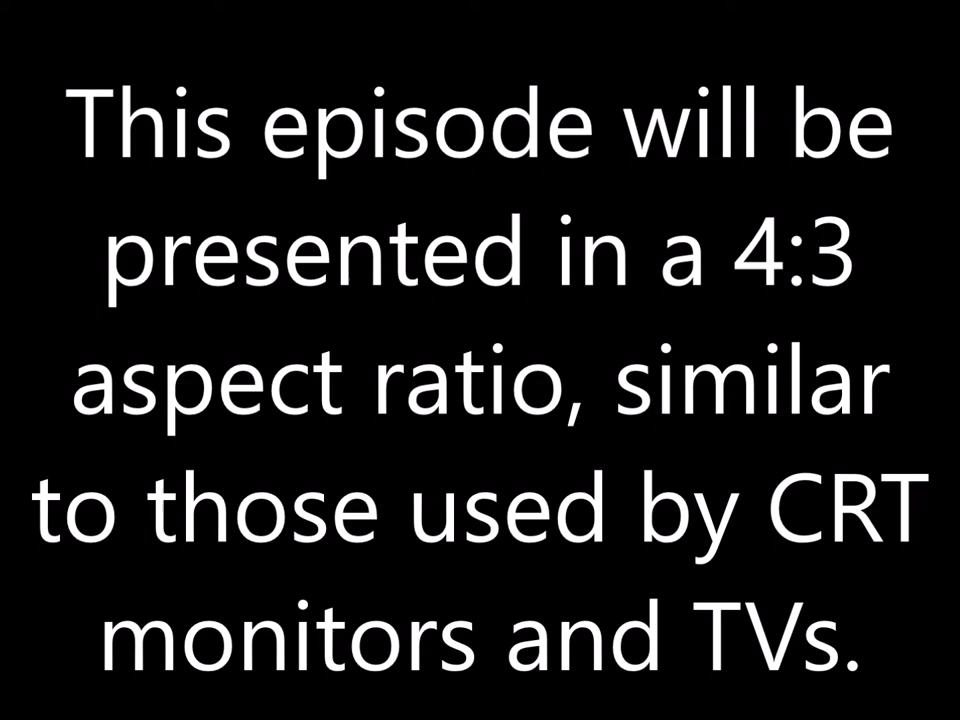 This episode will be
presented in a 4:3
aspect ratio, similar
to those used by CRT
monitors and TVs.